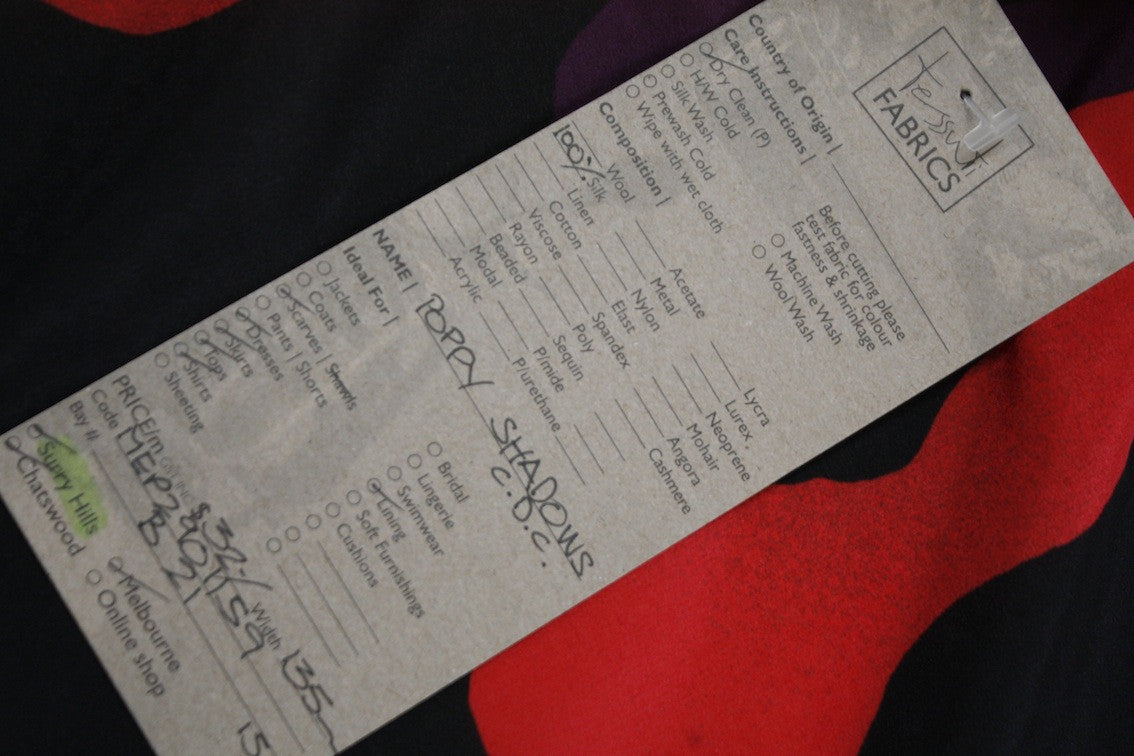 Tessuti
FABRICS
Country of Origin |
Care Instructions |
Dry Clean (P)
H/W Cold
Silk Wash
Prewash Cold
Wipe with wet cloth
Before cutting please
test fabric for colour
fastness & shrinkage
Machine Wash
Wool Wash
Composition |
Wool
100% Silk
Linen
Cotton
Viscose
Rayon
Beaded
Modal
Acrylic
Acetate
Metal
Nylon
Elast
Spandex
Poly
Sequin
P/mide
P/urethane
Lycra
Lurex
Neoprene
Mohair
Angora
Cashmere
NAME | POPPY SHADOWS
C.D.C.
Ideal For |
Jackets
Coats
Scarves | Shawls
Pants | Shorts
Dresses
Skirts
Tops
Shirts
Sheeting
Bridal
Lingerie
Swimwear
Lining
Soft Furnishings
Cushions
PRICE/m $32./ Width 135
Code
Bay # B 21
Surry Hills
Chatswood
Melbourne
Online shop